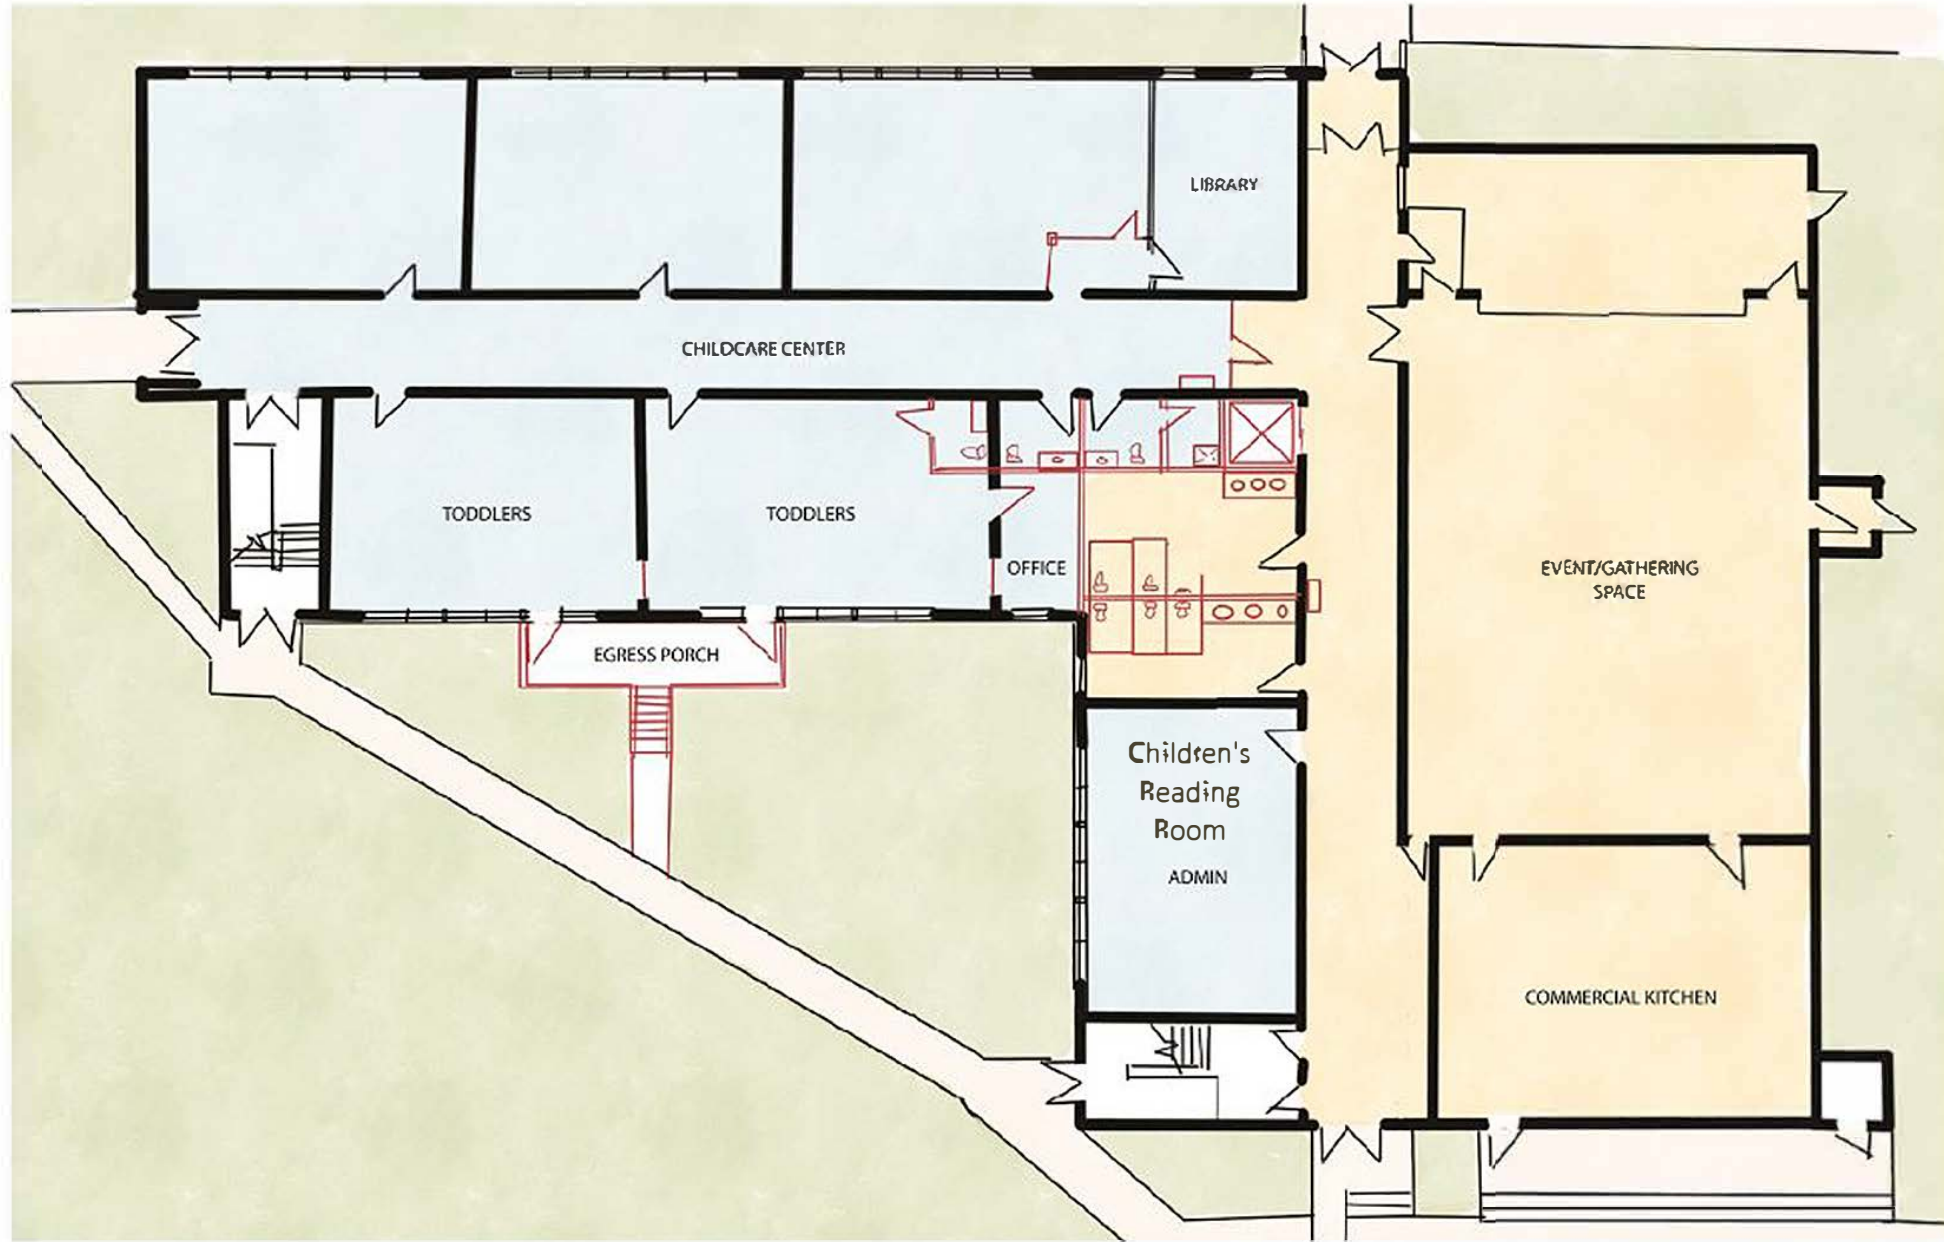 LIBRARY
CHILDCARE CENTER
TODDLERS
TODDLERS
OFFICE
EVENT/GATHERING
SPACE
EGRESS PORCH
Children's
Reading
Room
ADMIN
COMMERCIAL KITCHEN